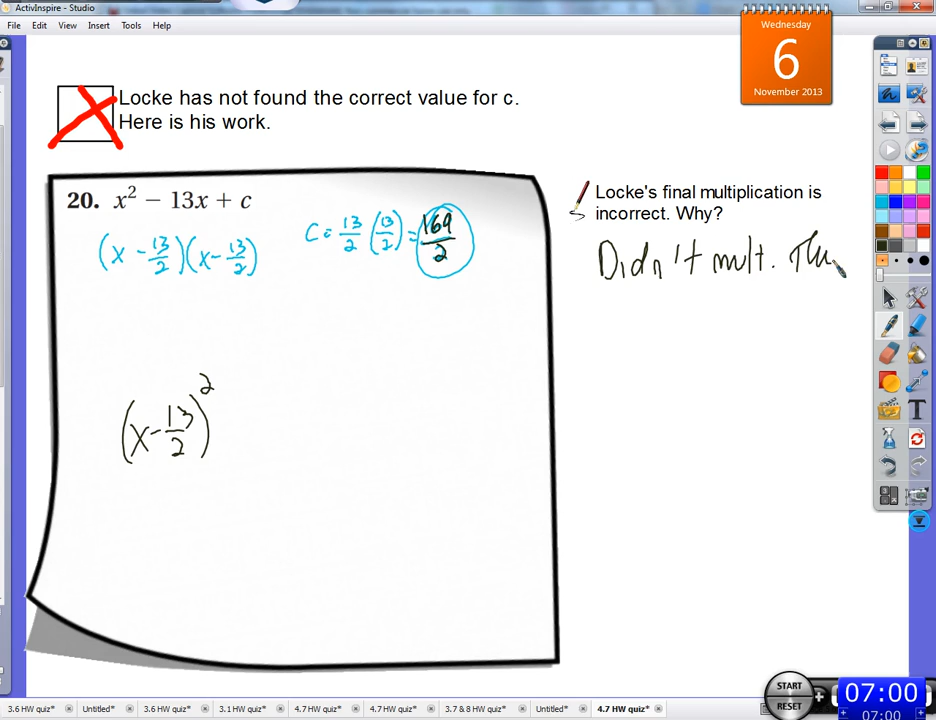 ActivInspire - Studio
File Edit View Insert Tools Help
Wednesday
6
November 2013
Locke has not found the correct value for c.
Here is his work.
20. x² − 13x + c
(x − 13/2)(x − 13/2)
C = 13/2 (13/2) = 169/2
(x − 13/2)²
Locke's final multiplication is
incorrect. Why?
Didn't mult.
START
RESET
07:00
07:00
3.6 HW quiz* Untitled* 3.6 HW quiz* 3.1 HW quiz* 4.7 HW quiz* 4.7 HW quiz* 3.7 & 8 HW quiz* Untitled* 4.7 HW quiz*